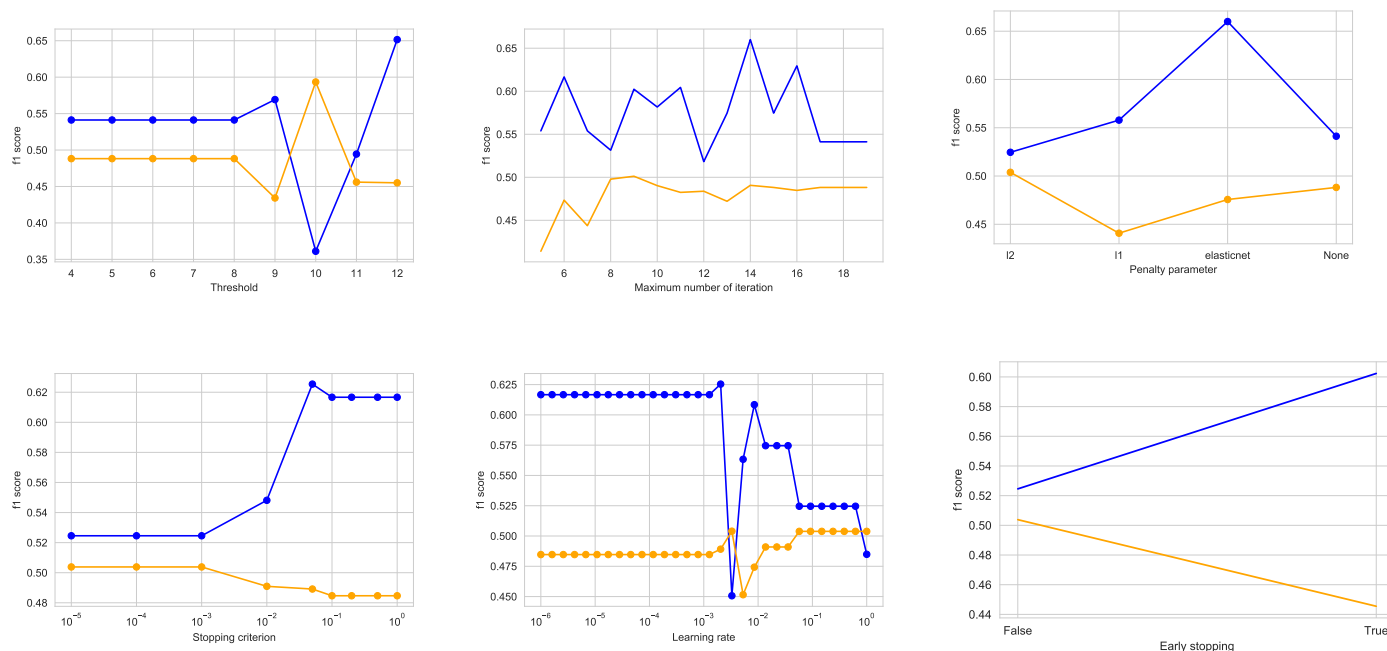 0.65
0.60
0.55
0.50
0.45
0.40
0.35
f1 score
4 5 6 7 8 9 10 11 12
Threshold
0.65
0.60
0.55
0.50
0.45
f1 score
6 8 10 12 14 16 18
Maximum number of iteration
0.65
0.60
0.55
0.50
0.45
f1 score
l2 l1 elasticnet None
Penalty parameter
0.62
0.60
0.58
0.56
0.54
0.52
0.50
0.48
f1 score
10⁻⁵ 10⁻⁴ 10⁻³ 10⁻² 10⁻¹ 10⁰
Stopping criterion
0.625
0.600
0.575
0.550
0.525
0.500
0.475
0.450
f1 score
10⁻⁶ 10⁻⁵ 10⁻⁴ 10⁻³ 10⁻² 10⁻¹ 10⁰
Learning rate
0.60
0.58
0.56
0.54
0.52
0.50
0.48
0.46
0.44
f1 score
False True
Early stopping